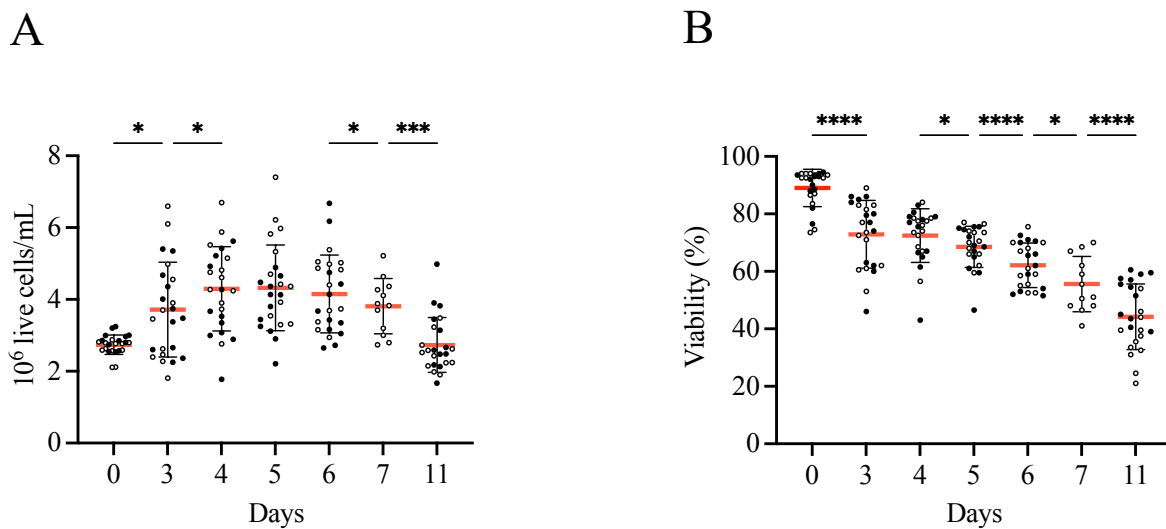 A
B
* * * ***
**** * **** * ****
8
6
4
2
0
10⁶ live cells/mL
0 3 4 5 6 7 11
Days
100
80
60
40
20
0
Viability (%)
0 3 4 5 6 7 11
Days